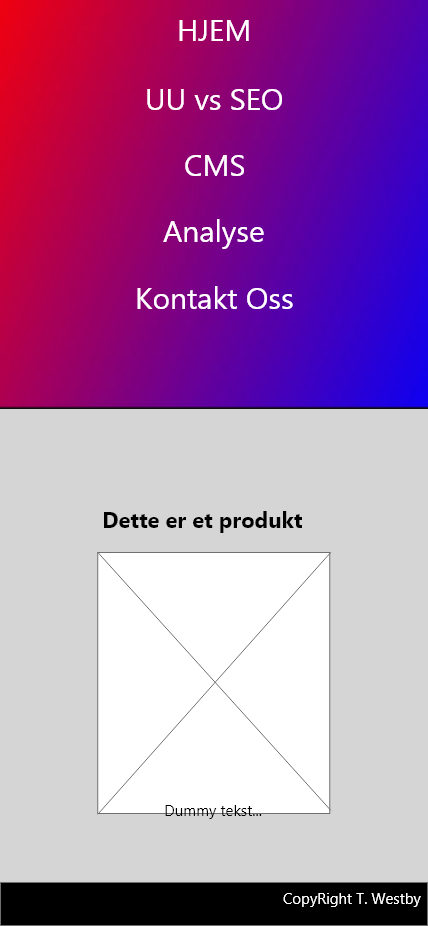 HJEM
UU vs SEO
CMS
Analyse
Kontakt Oss
Dette er et produkt
Dummy tekst...
CopyRight T. Westby